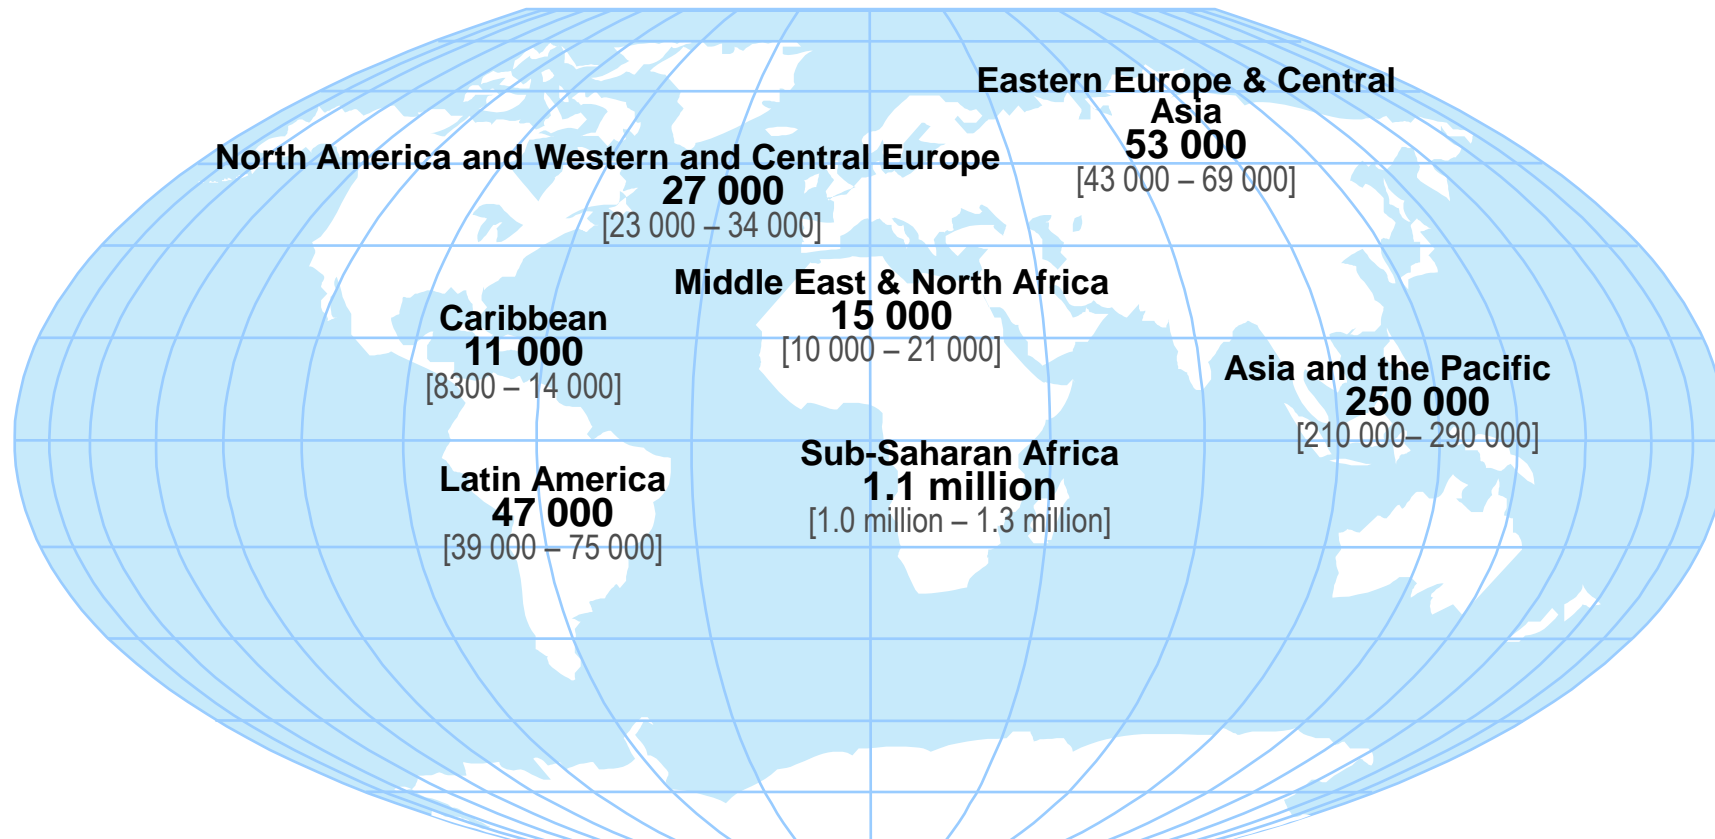 Eastern Europe & Central
Asia
53 000
[43 000 – 69 000]
North America and Western and Central Europe
27 000
[23 000 – 34 000]
Middle East & North Africa
15 000
[10 000 – 21 000]
Caribbean
11 000
[8300 – 14 000]
Asia and the Pacific
250 000
[210 000– 290 000]
Sub-Saharan Africa
1.1 million
[1.0 million – 1.3 million]
Latin America
47 000
[39 000 – 75 000]